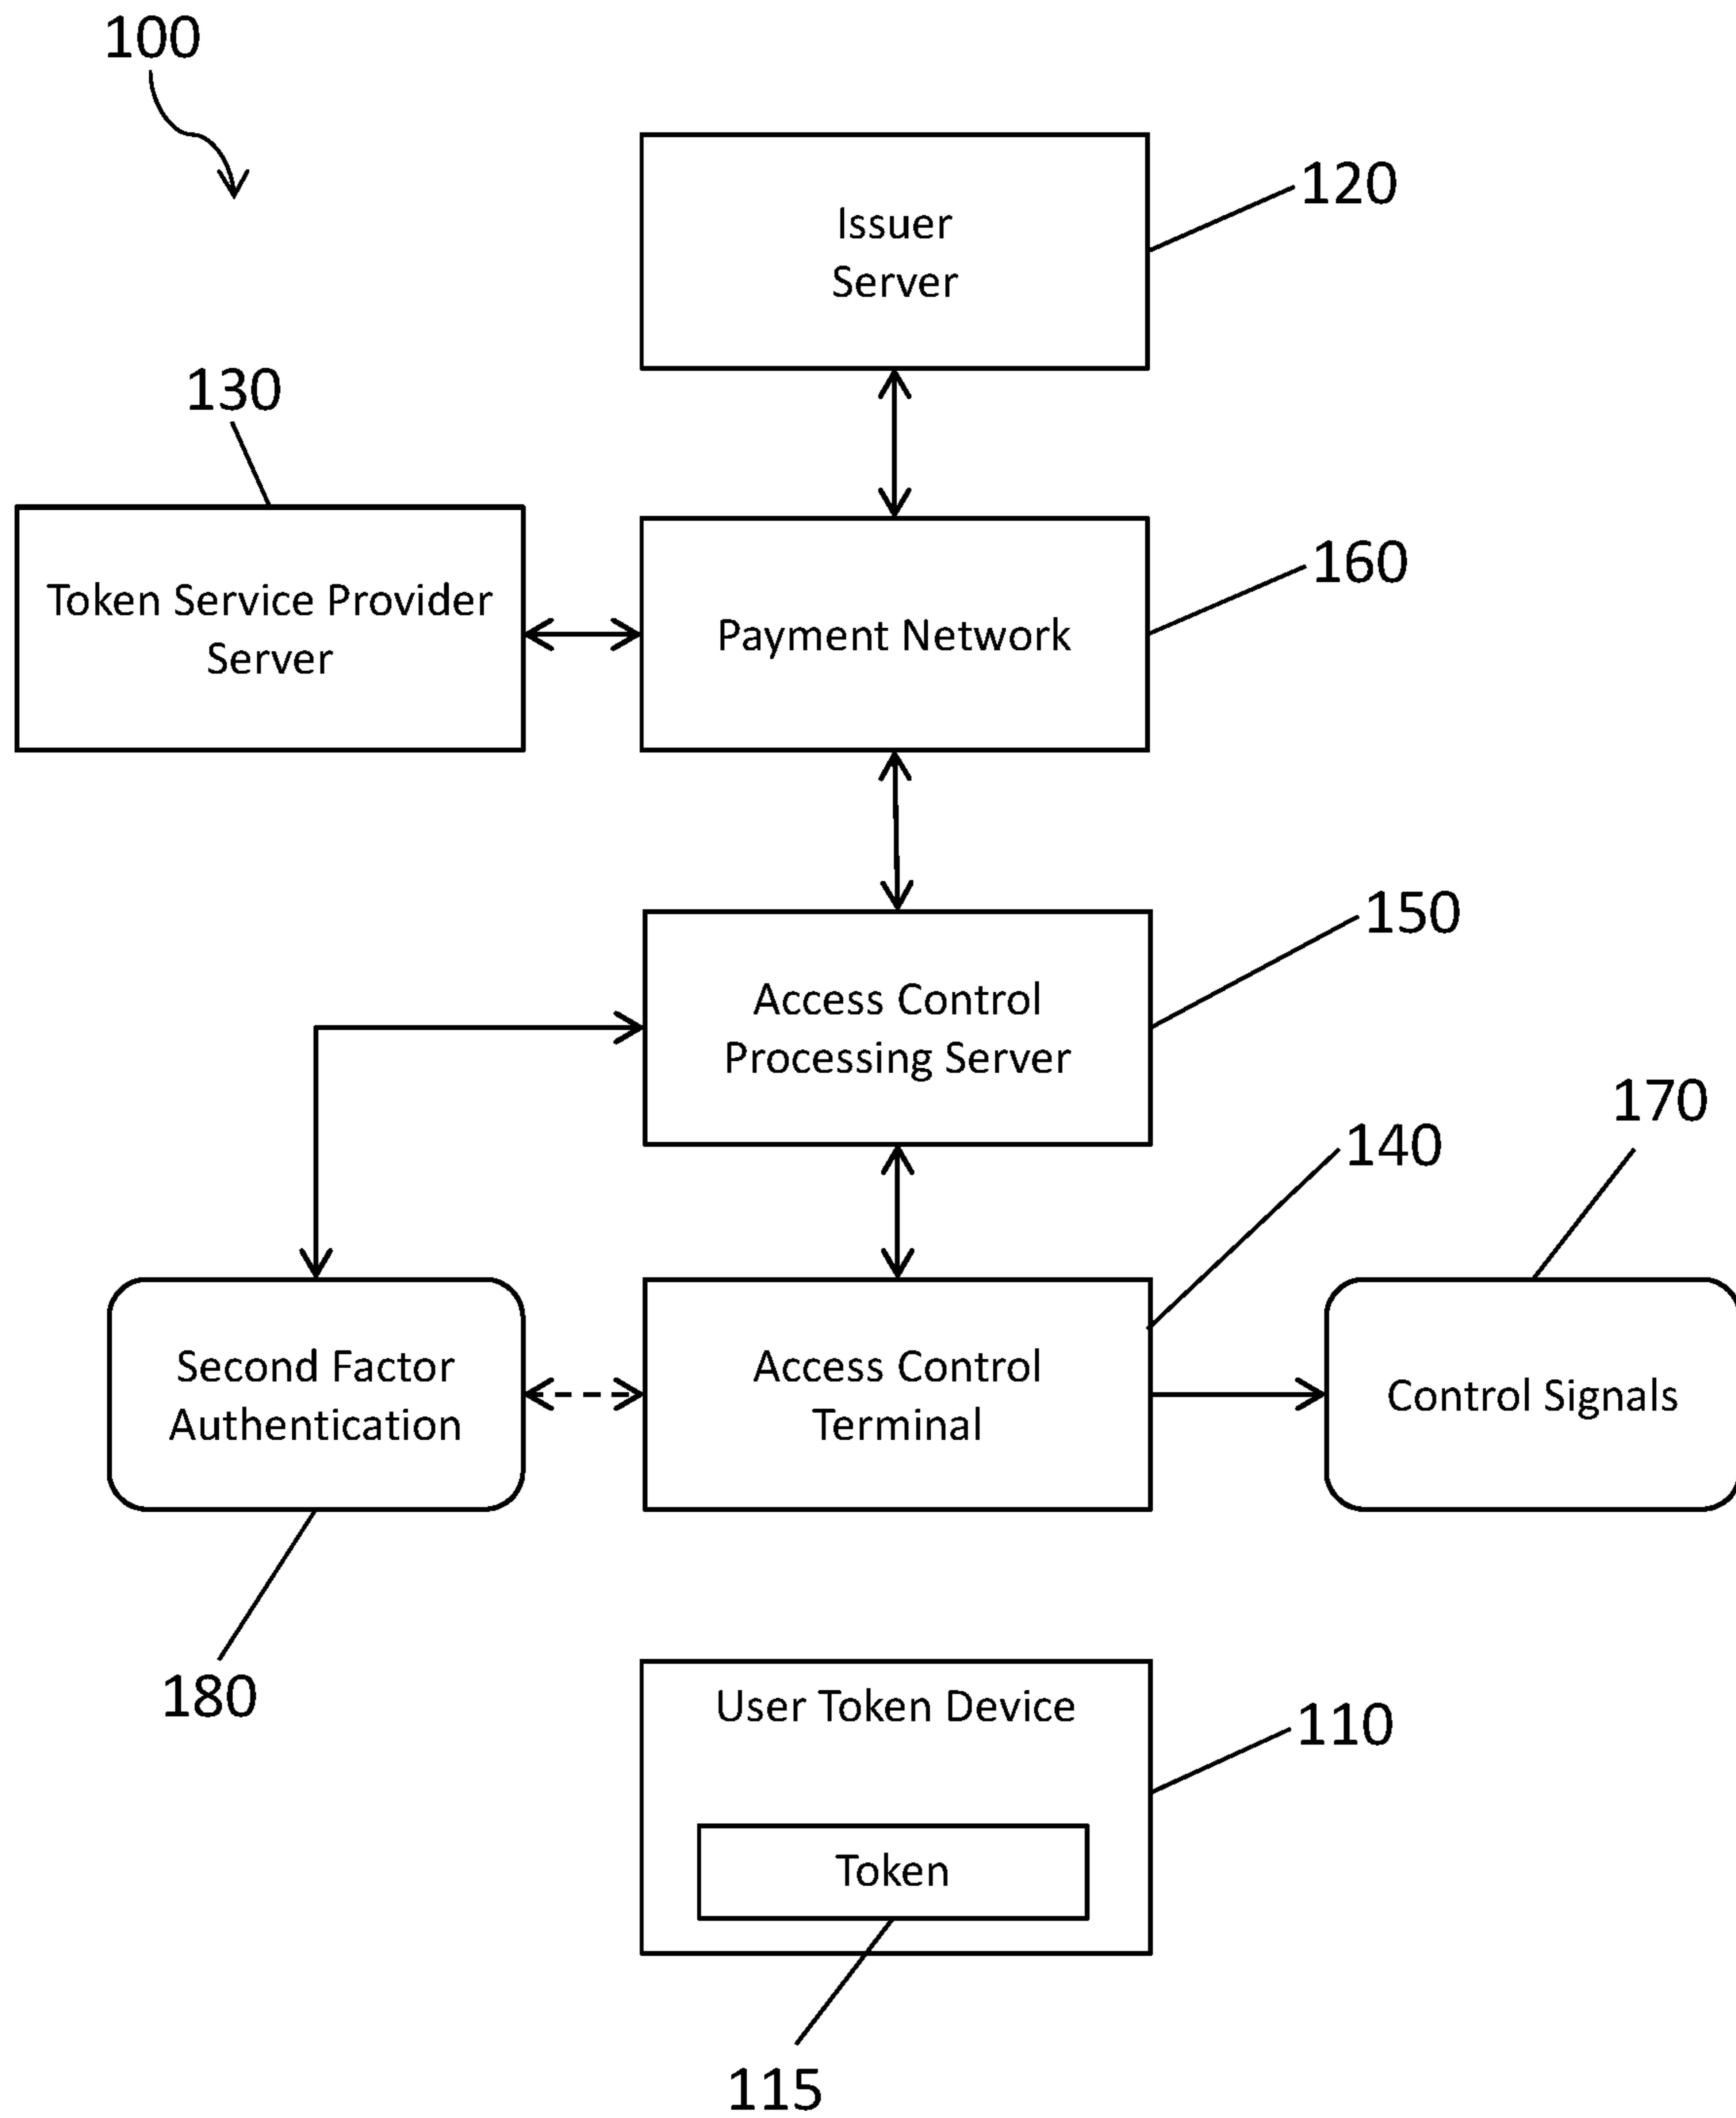 100
Issuer
Server
120
130
Token Service Provider
Server
Payment Network
160
Access Control
Processing Server
150
170
140
Second Factor
Authentication
Access Control
Terminal
Control Signals
180
User Token Device
110
Token
115